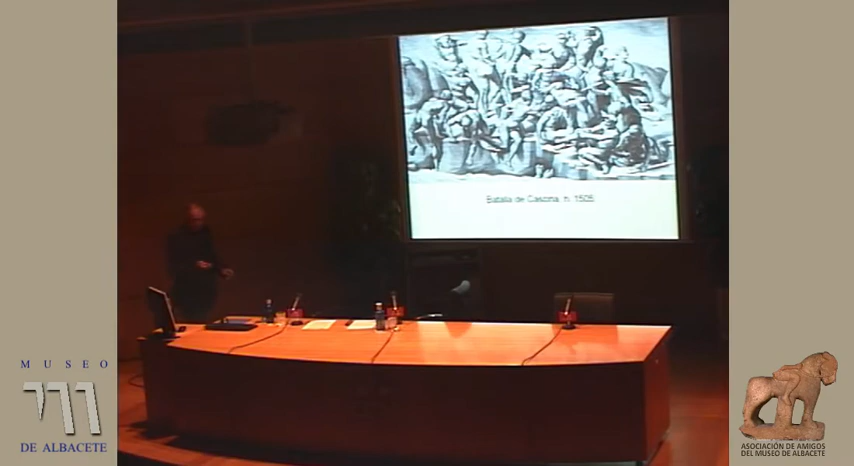 Batalla de Cascina, h. 1505
MUSEO
DE ALBACETE
ASOCIACIÓN DE AMIGOS
DEL MUSEO DE ALBACETE